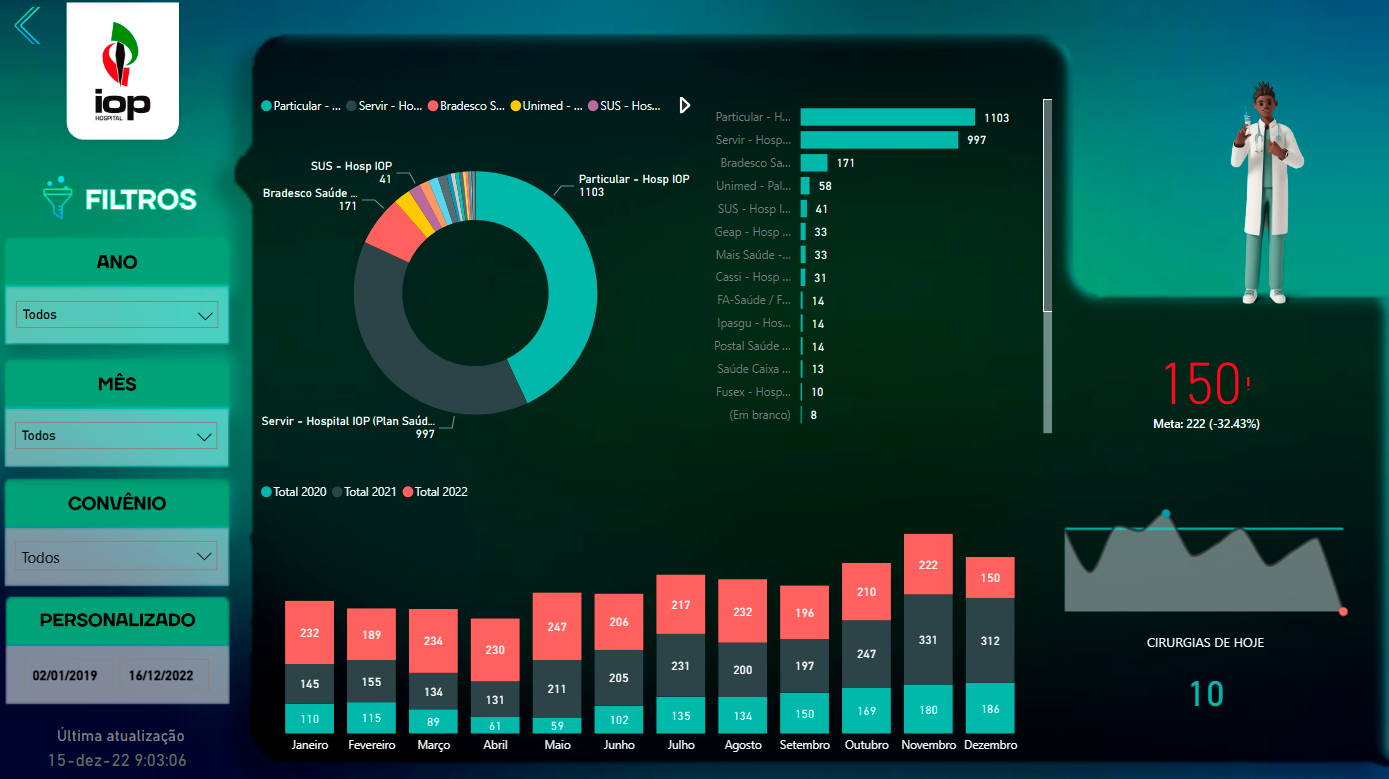 iop
HOSPITAL
FILTROS
ANO
Todos
MÊS
Todos
CONVÊNIO
Todos
PERSONALIZADO
02/01/2019 16/12/2022
Última atualização
15-dez-22 9:03:06
Particular - ... Servir - Ho... Bradesco S... Unimed - ... SUS - Hos...
SUS - Hosp IOP
41
Bradesco Saúde ...
171
Particular - Hosp IOP
1103
Servir - Hospital IOP (Plan Saúd...
997
Particular - H... 1103
Servir - Hosp... 997
Bradesco Sa... 171
Unimed - Pal... 58
SUS - Hosp I... 41
Geap - Hosp ... 33
Mais Saúde -... 33
Cassi - Hosp ... 31
FA-Saúde / F... 14
Ipasgu - Hos... 14
Postal Saúde ... 14
Saúde Caixa ... 13
Fusex - Hosp... 10
(Em branco) 8
150!
Meta: 222 (-32.43%)
CIRURGIAS DE HOJE
10
Total 2020 Total 2021 Total 2022
232 189 234 230 247 206 217 232 196 210 222 150
145 155 134 131 211 205 231 200 197 247 331 312
110 115 89 61 59 102 135 134 150 169 180 186
Janeiro Fevereiro Março Abril Maio Junho Julho Agosto Setembro Outubro Novembro Dezembro